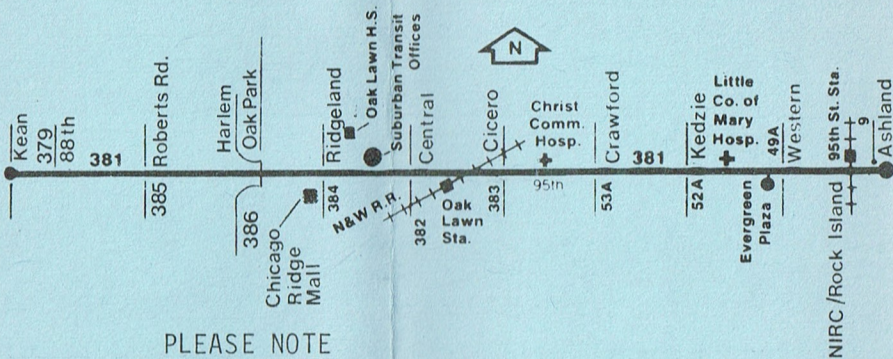 Kean
379
88th
381
Roberts Rd.
385
Harlem
Oak Park
386
Chicago
Ridge
Mall
Ridgeland
384
Oak Lawn H.S.
Suburban Transit
Offices
N&W R.R.
Central
382
Oak
Lawn
Sta.
N
Cicero
383
Christ
Comm.
Hosp.
95th
Crawford
53A
381
Kedzie
52A
Little
Co. of
Mary
Hosp.
Evergreen
Plaza
49A
Western
95th St. Sta.
NIRC/Rock Island
9
Ashland
PLEASE NOTE